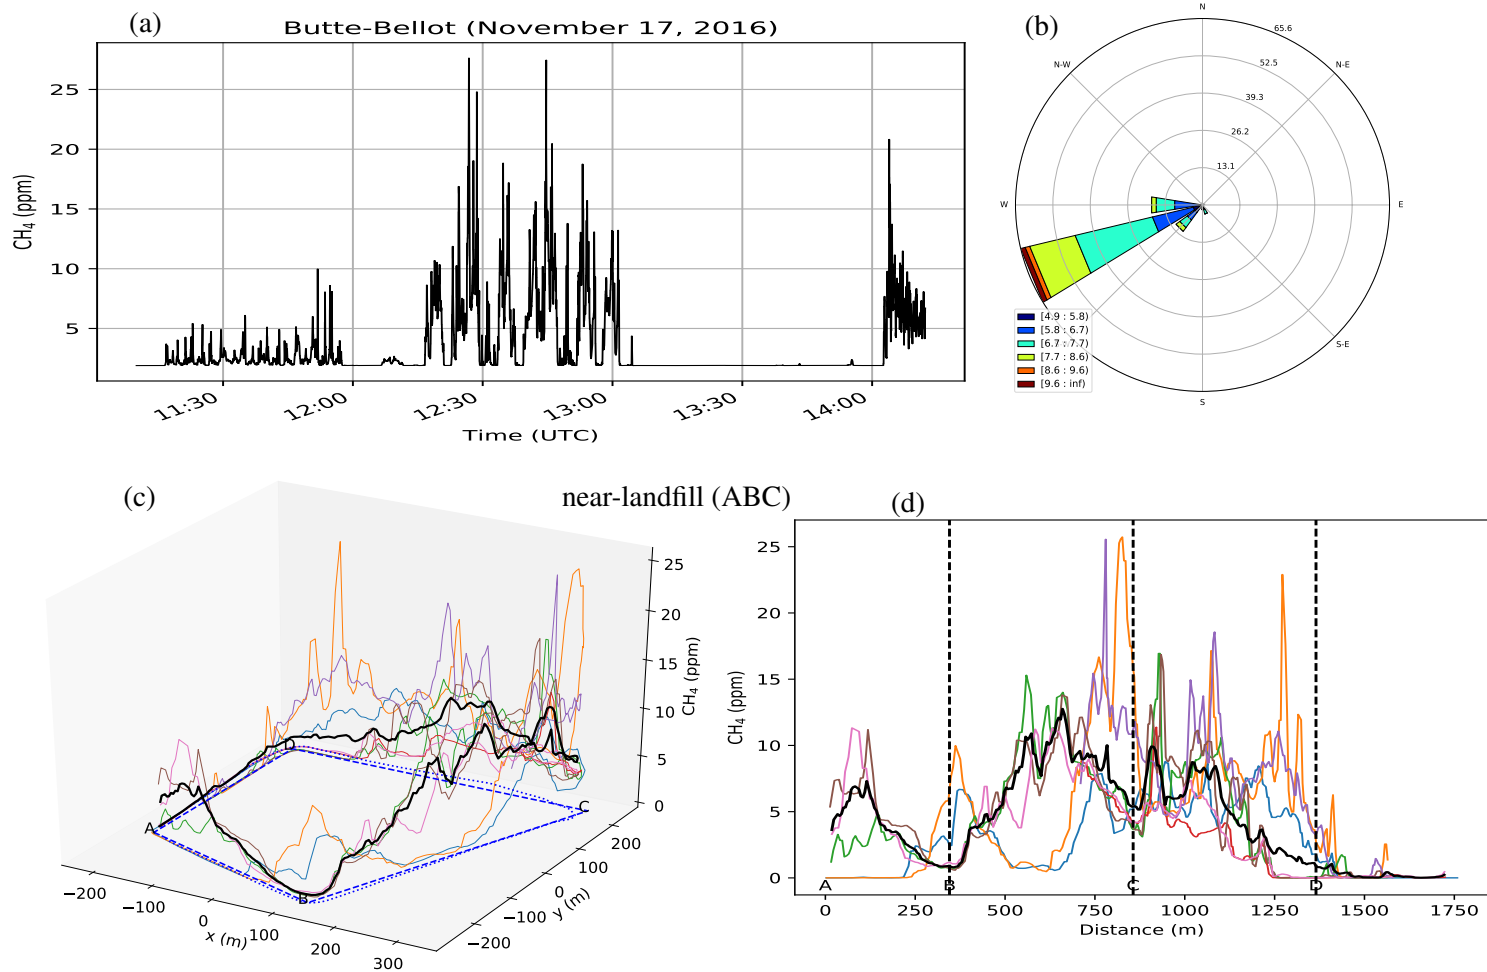 (a)
Butte-Bellot (November 17, 2016)
CH4 (ppm)
25
20
15
10
5
11:30
12:00
12:30
13:00
13:30
14:00
Time (UTC)
(b)
N
N-E
E
S-E
S
W
N-W
65.6
52.5
39.3
26.2
13.1
[4.9 : 5.8)
[5.8 : 6.7)
[6.7 : 7.7)
[7.7 : 8.6)
[8.6 : 9.6)
[9.6 : inf)
(c)
near-landfill (ABC)
25
20
15
10
5
0
CH4 (ppm)
A
B
C
D
−200
−100
0
100
200
300
x (m)
−200
−100
0
100
200
y (m)
(d)
CH4 (ppm)
25
20
15
10
5
0
A
B
C
D
0
250
500
750
1000
1250
1500
1750
Distance (m)